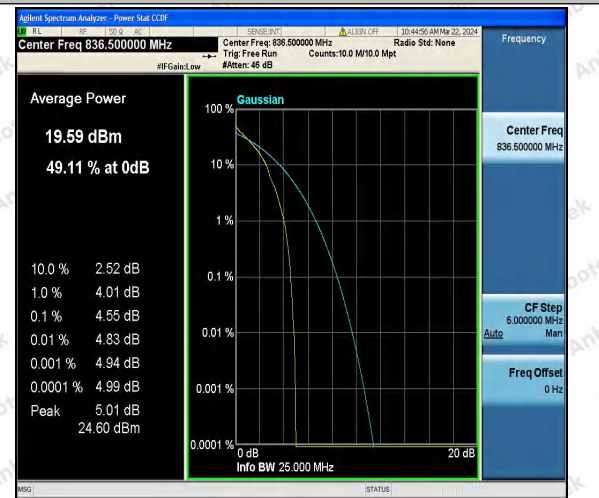 Agilent Spectrum Analyzer - Power Stat CCDF
RL RF 50 Ω AC SENSE:INT ALIGN OFF 10:44:56 AM Mar 22, 2024
Center Freq 836.500000 MHz
Center Freq: 836.500000 MHz Radio Std: None
Trig: Free Run Counts:10.0 M/10.0 Mpt
#IFGain:Low #Atten: 46 dB
Frequency
Average Power
19.59 dBm
49.11 % at 0dB
10.0 % 2.52 dB
1.0 % 4.01 dB
0.1 % 4.55 dB
0.01 % 4.83 dB
0.001 % 4.94 dB
0.0001 % 4.99 dB
Peak 5.01 dB
24.60 dBm
Gaussian
100 %
10 %
1 %
0.1 %
0.01 %
0.001 %
0.0001 %
0 dB 20 dB
Info BW 25.000 MHz
Center Freq
836.500000 MHz
CF Step
5.000000 MHz
Auto Man
Freq Offset
0 Hz
MSG STATUS